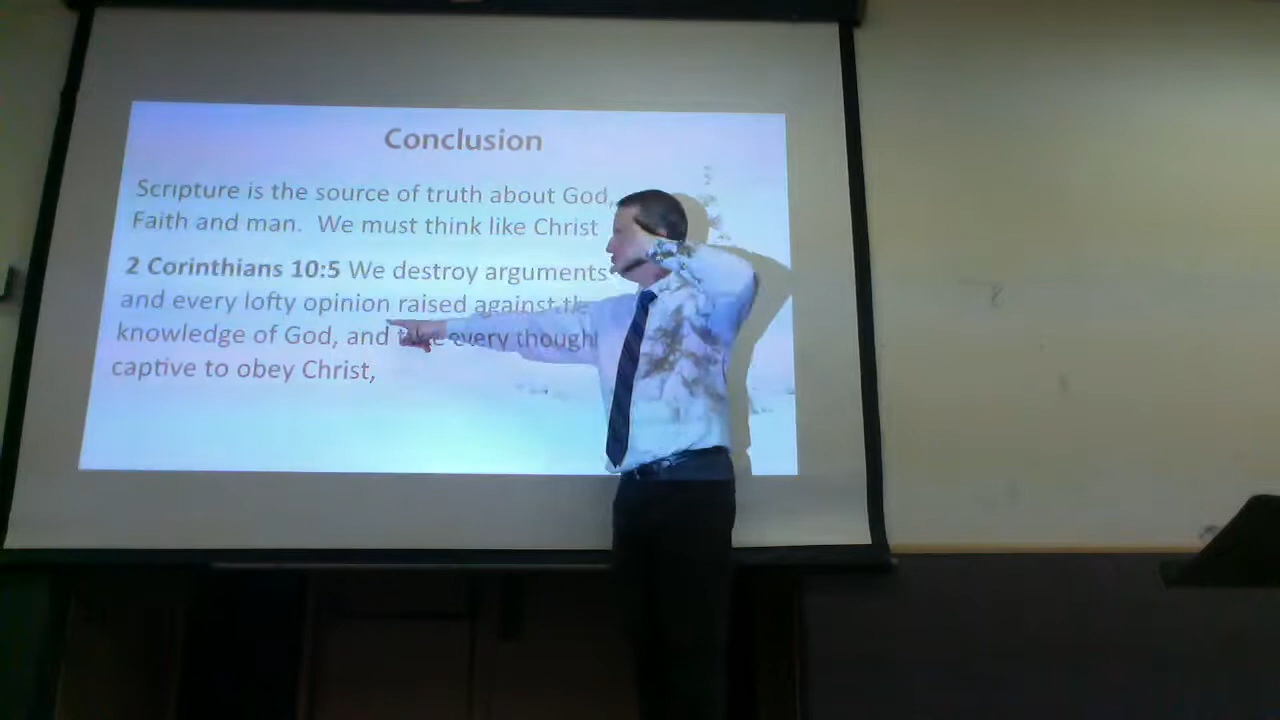 Conclusion
Scripture is the source of truth about God,
Faith and man. We must think like Christ
2 Corinthians 10:5 We destroy arguments
and every lofty opinion raised against the
knowledge of God, and take every thought
captive to obey Christ,